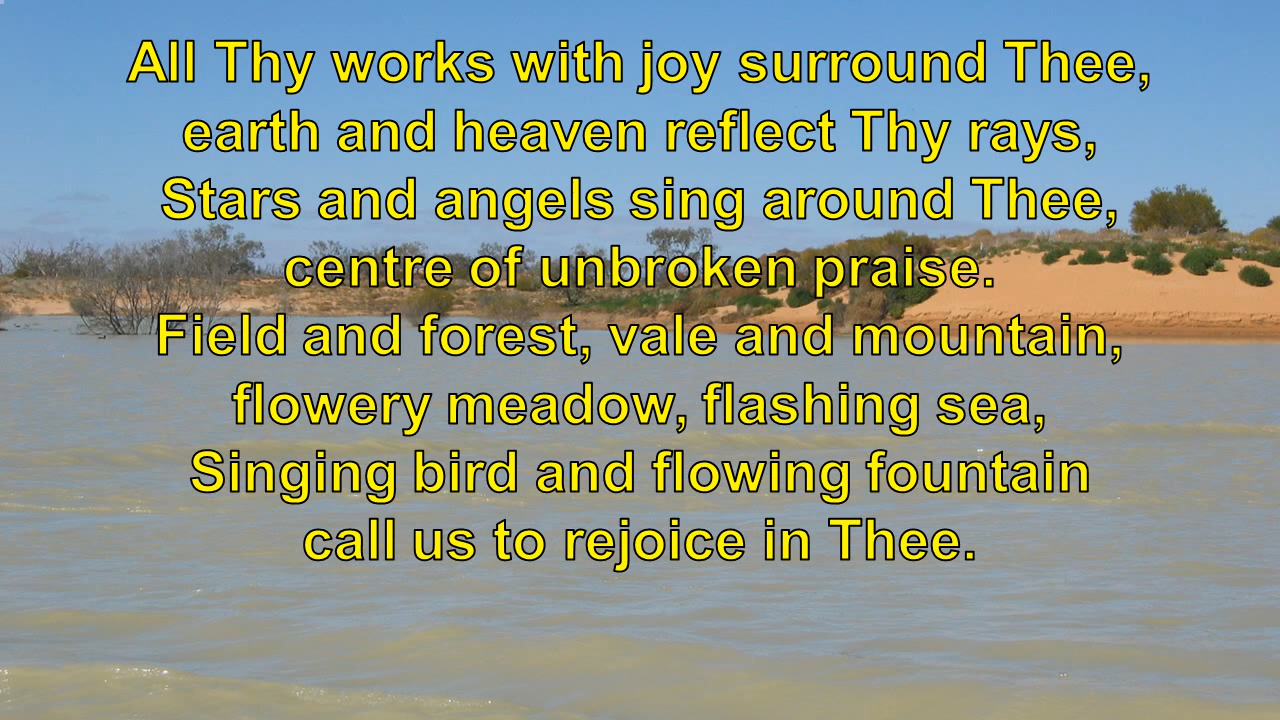 All Thy works with joy surround Thee,
earth and heaven reflect Thy rays,
Stars and angels sing around Thee,
centre of unbroken praise.
Field and forest, vale and mountain,
flowery meadow, flashing sea,
Singing bird and flowing fountain
call us to rejoice in Thee.